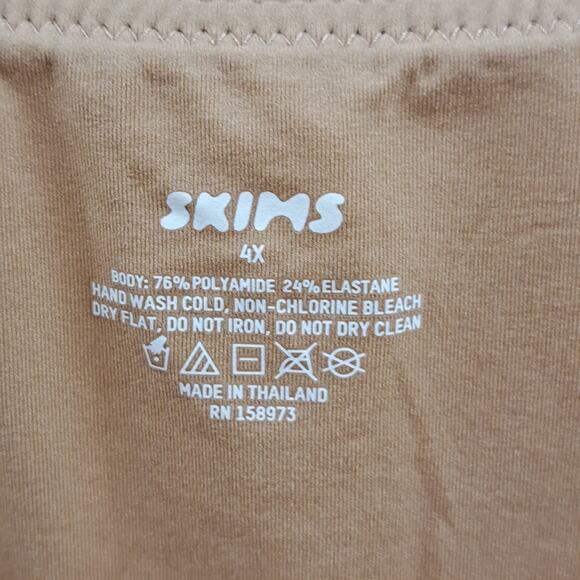 SKIMS
4X
BODY: 76% POLYAMIDE 24% ELASTANE
HAND WASH COLD, NON-CHLORINE BLEACH
DRY FLAT, DO NOT IRON, DO NOT DRY CLEAN
MADE IN THAILAND
RN 158973